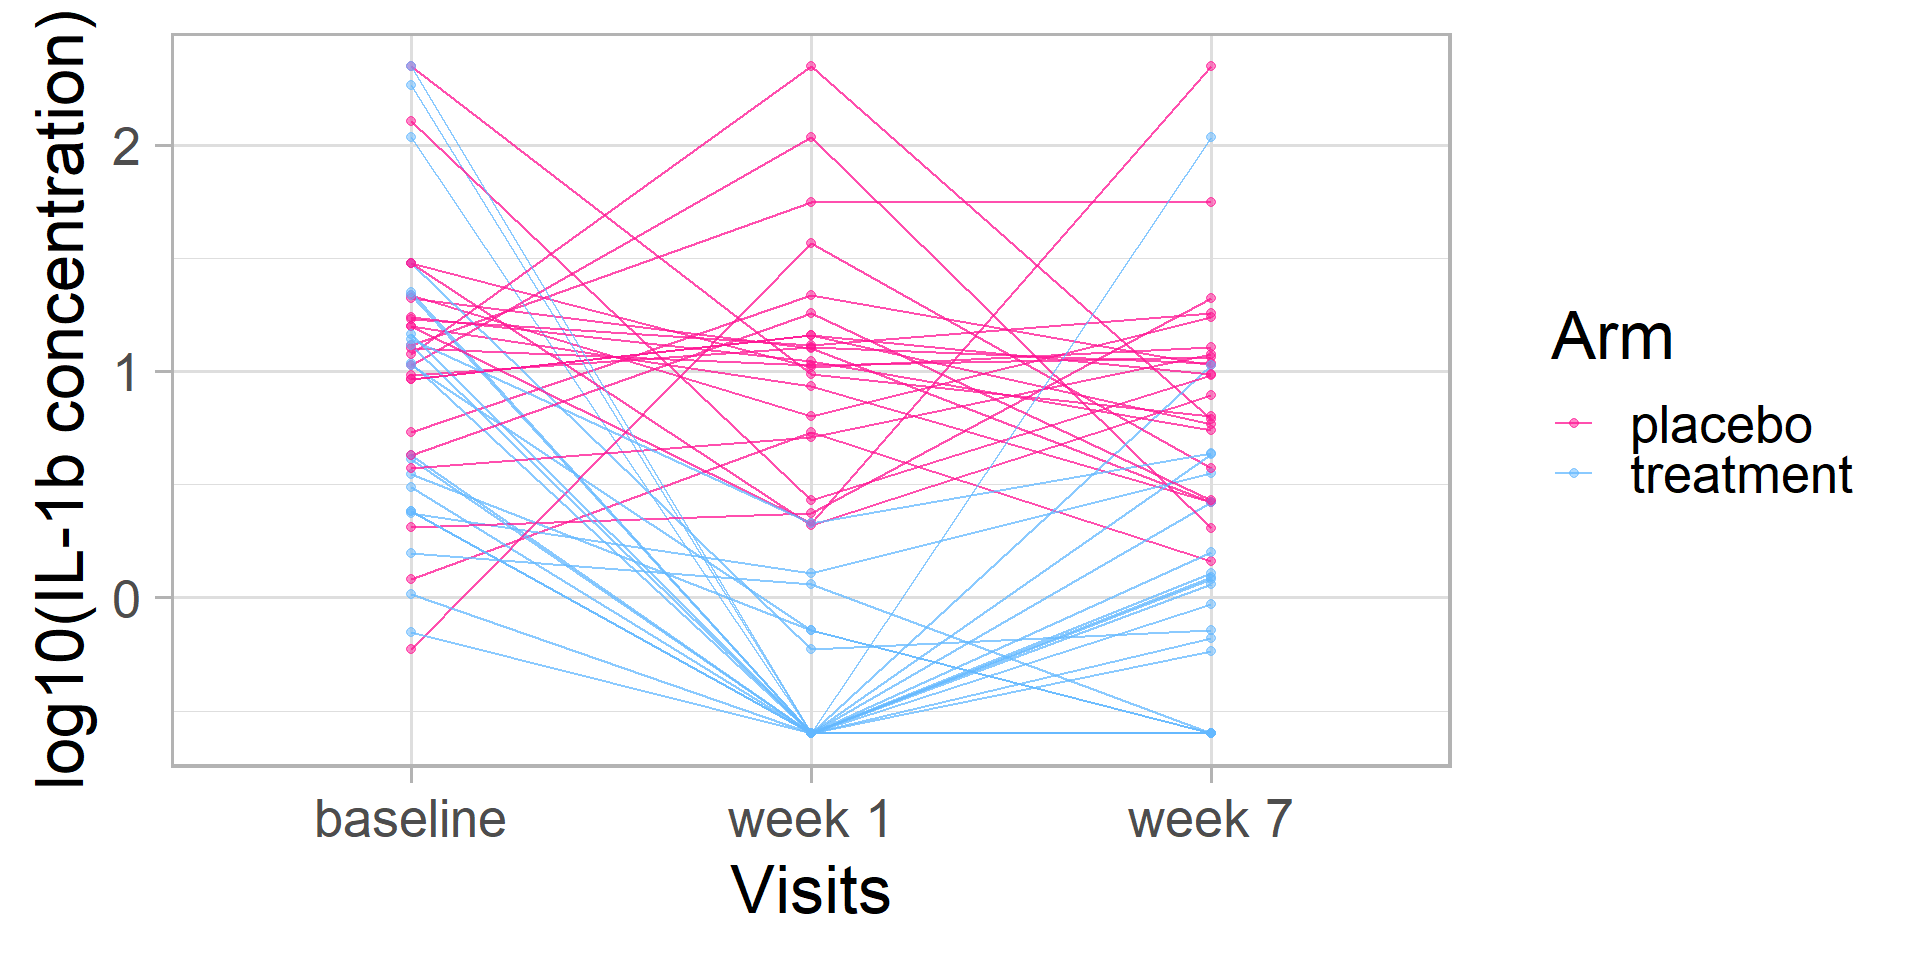 log10(IL-1b concentration)
2
1
0
baseline week 1 week 7
Visits
Arm
placebo
treatment